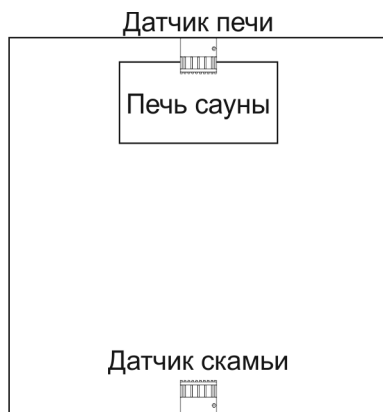 Датчик печи
Печь сауны
Датчик скамьи